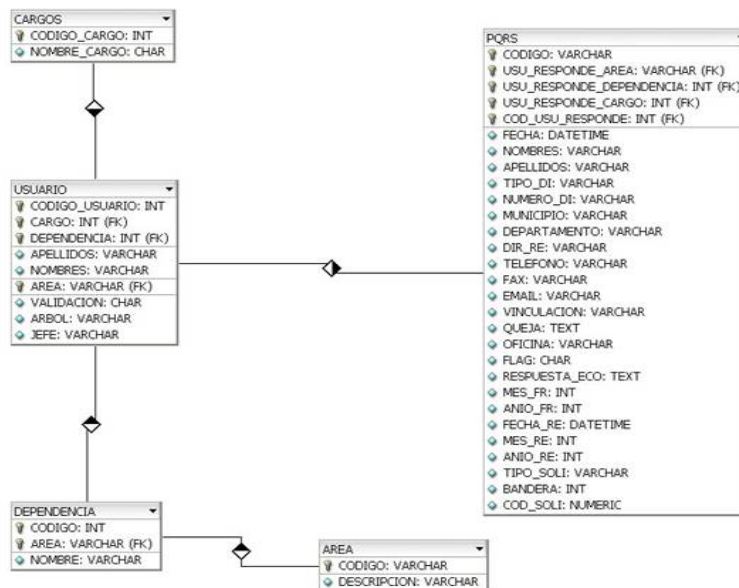 CARGOS
CODIGO_CARGO: INT
NOMBRE_CARGO: CHAR
USUARIO
CODIGO_USUARIO: INT
CARGO: INT (FK)
DEPENDENCIA: INT (FK)
APELLIDOS: VARCHAR
NOMBRES: VARCHAR
AREA: VARCHAR (FK)
VALIDACION: CHAR
ARBOL: VARCHAR
JEFE: VARCHAR
DEPENDENCIA
CODIGO: INT
AREA: VARCHAR (FK)
NOMBRE: VARCHAR
AREA
CODIGO: VARCHAR
DESCRIPCION: VARCHAR
PQRS
CODIGO: VARCHAR
USU_RESPONDE_AREA: VARCHAR (FK)
USU_RESPONDE_DEPENDENCIA: INT (FK)
USU_RESPONDE_CARGO: INT (FK)
COD_USU_RESPONDE: INT (FK)
FECHA: DATETIME
NOMBRES: VARCHAR
APELLIDOS: VARCHAR
TIPO_DI: VARCHAR
NUMERO_DI: VARCHAR
MUNICIPIO: VARCHAR
DEPARTAMENTO: VARCHAR
DIR_RE: VARCHAR
TELEFONO: VARCHAR
FAX: VARCHAR
EMAIL: VARCHAR
VINCULACION: VARCHAR
QUEJA: TEXT
OFICINA: VARCHAR
FLAG: CHAR
RESPUESTA_ECO: TEXT
MES_FR: INT
ANIO_FR: INT
FECHA_RE: DATETIME
MES_RE: INT
ANIO_RE: INT
TIPO_SOLI: VARCHAR
BANDERA: INT
COD_SOLI: NUMERIC